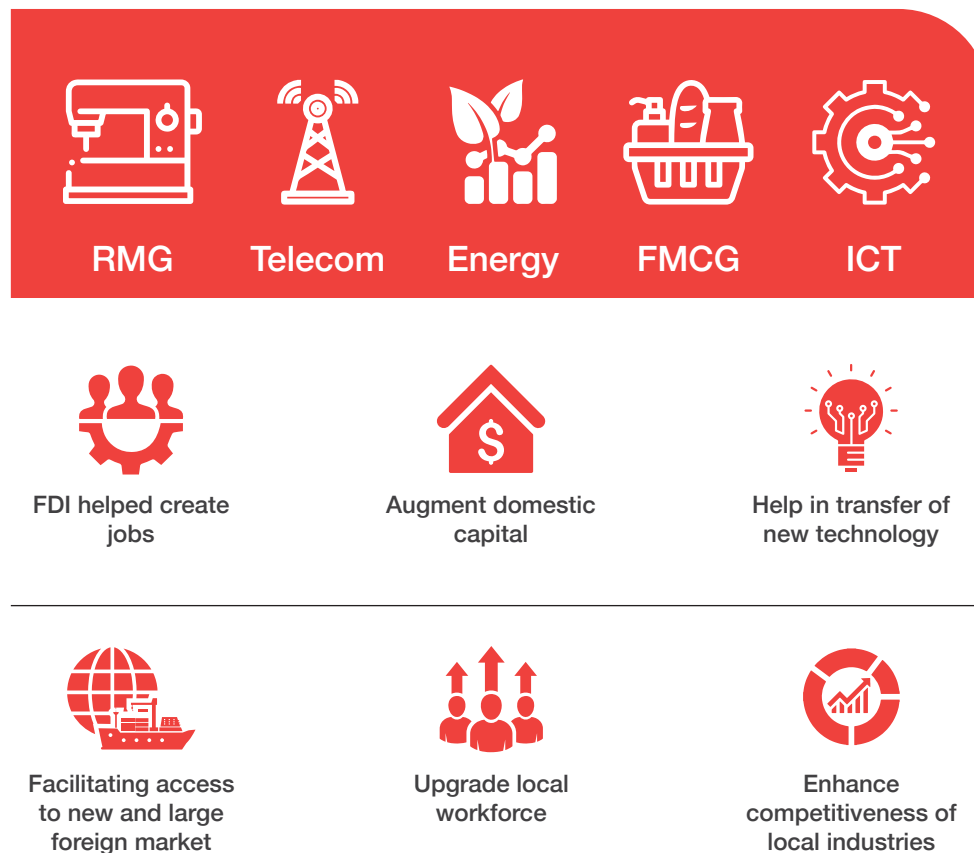 RMG
Telecom
Energy
FMCG
ICT
FDI helped create
jobs
Augment domestic
capital
Help in transfer of
new technology
Facilitating access
to new and large
foreign market
Upgrade local
workforce
Enhance
competitiveness of
local industries